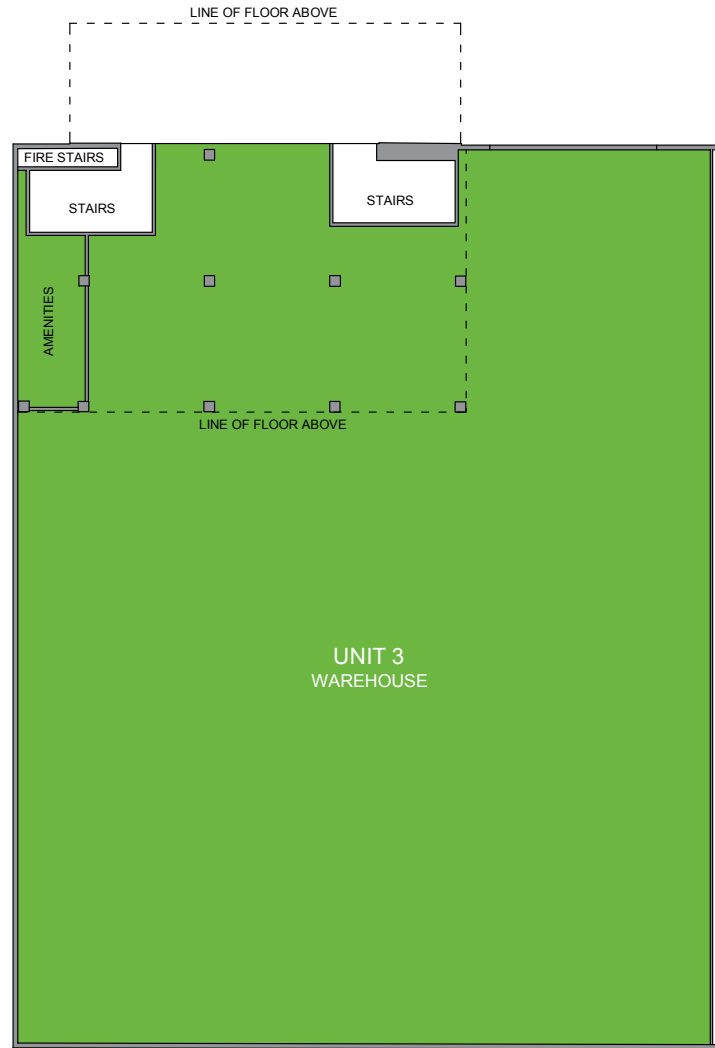 LINE OF FLOOR ABOVE
FIRE STAIRS
STAIRS
STAIRS
AMENITIES
LINE OF FLOOR ABOVE
UNIT 3
WAREHOUSE